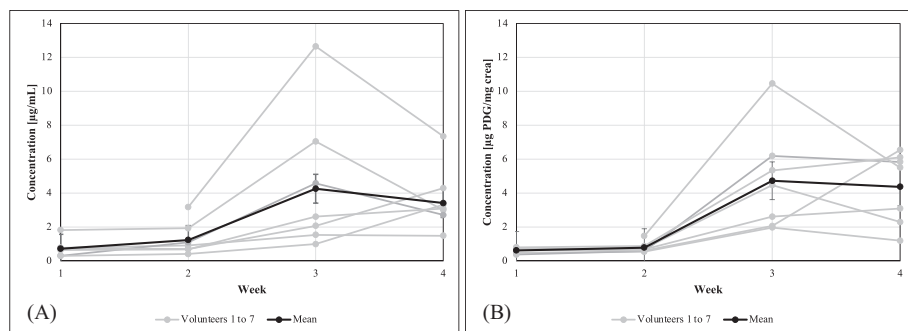 14
12
10
8
6
4
2
0
Concentration [µg/mL]
1 2 3 4
Week
(A)
Volunteers 1 to 7 Mean
14
12
10
8
6
4
2
0
Concentration [µg PDG/mg crea]
1 2 3 4
Week
(B)
Volunteers 1 to 7 Mean